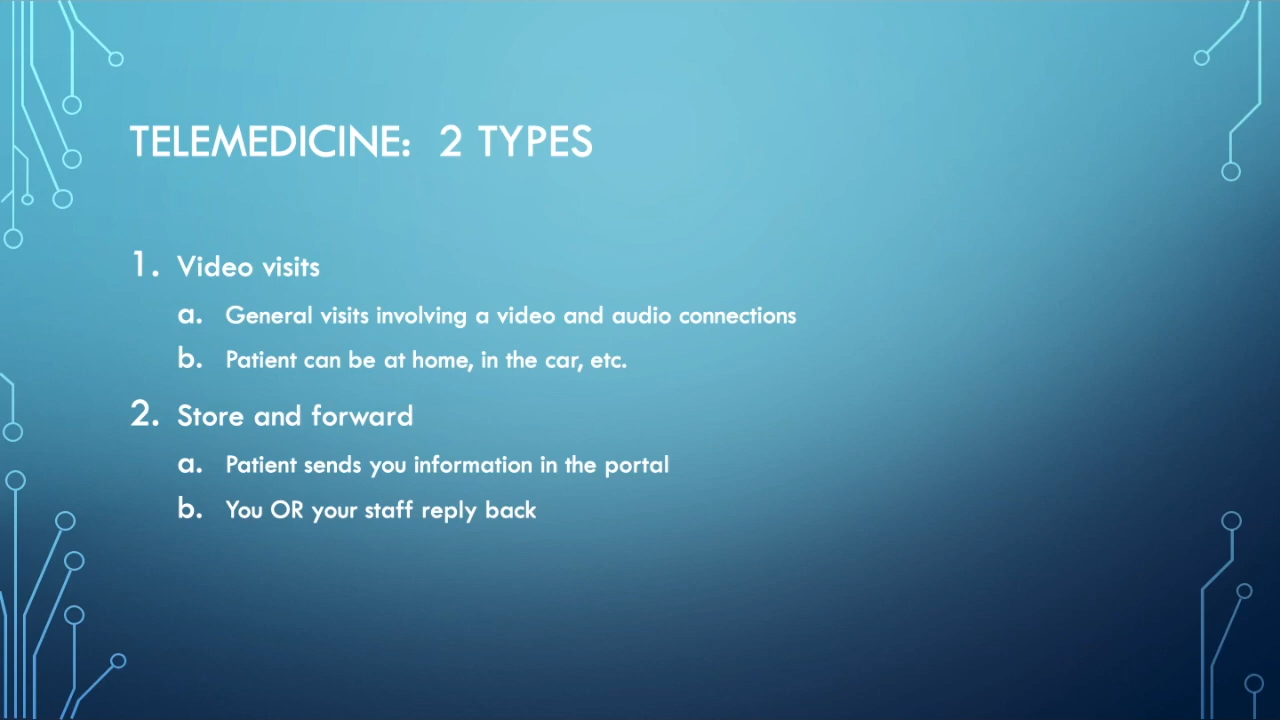 TELEMEDICINE:  2 TYPES
1. Video visits
a. General visits involving a video and audio connections
b. Patient can be at home, in the car, etc.
2. Store and forward
a. Patient sends you information in the portal
b. You OR your staff reply back